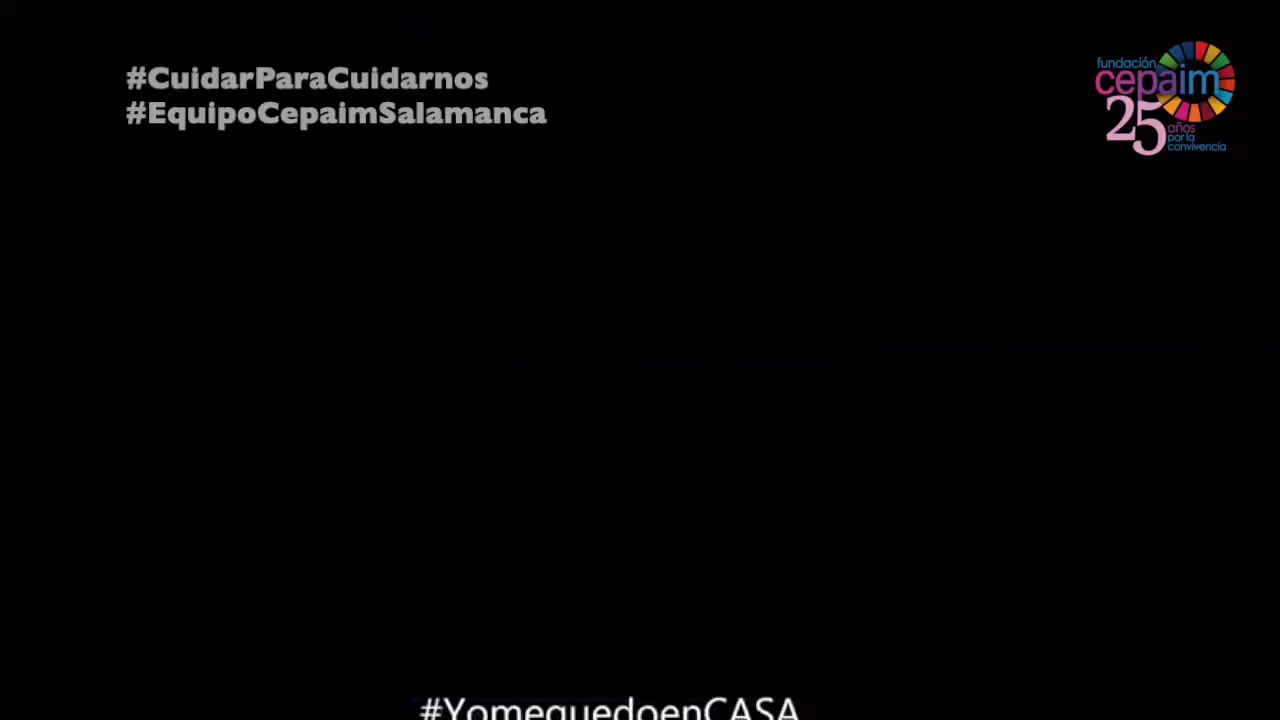 #CuidarParaCuidarnos
#EquipoCepaimSalamanca
fundación
cepaim
25
años
por la
convivencia
#YomequedoenCASA